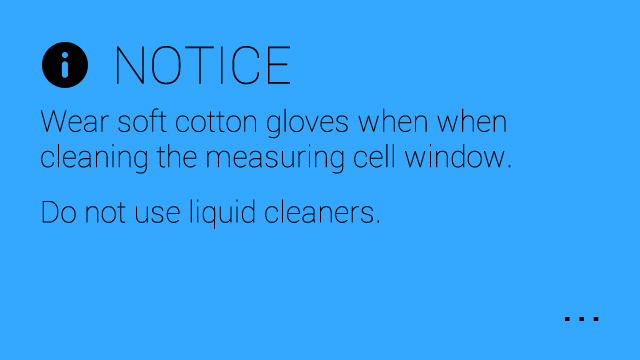 NOTICE
Wear soft cotton gloves when when
cleaning the measuring cell window.
Do not use liquid cleaners.
...